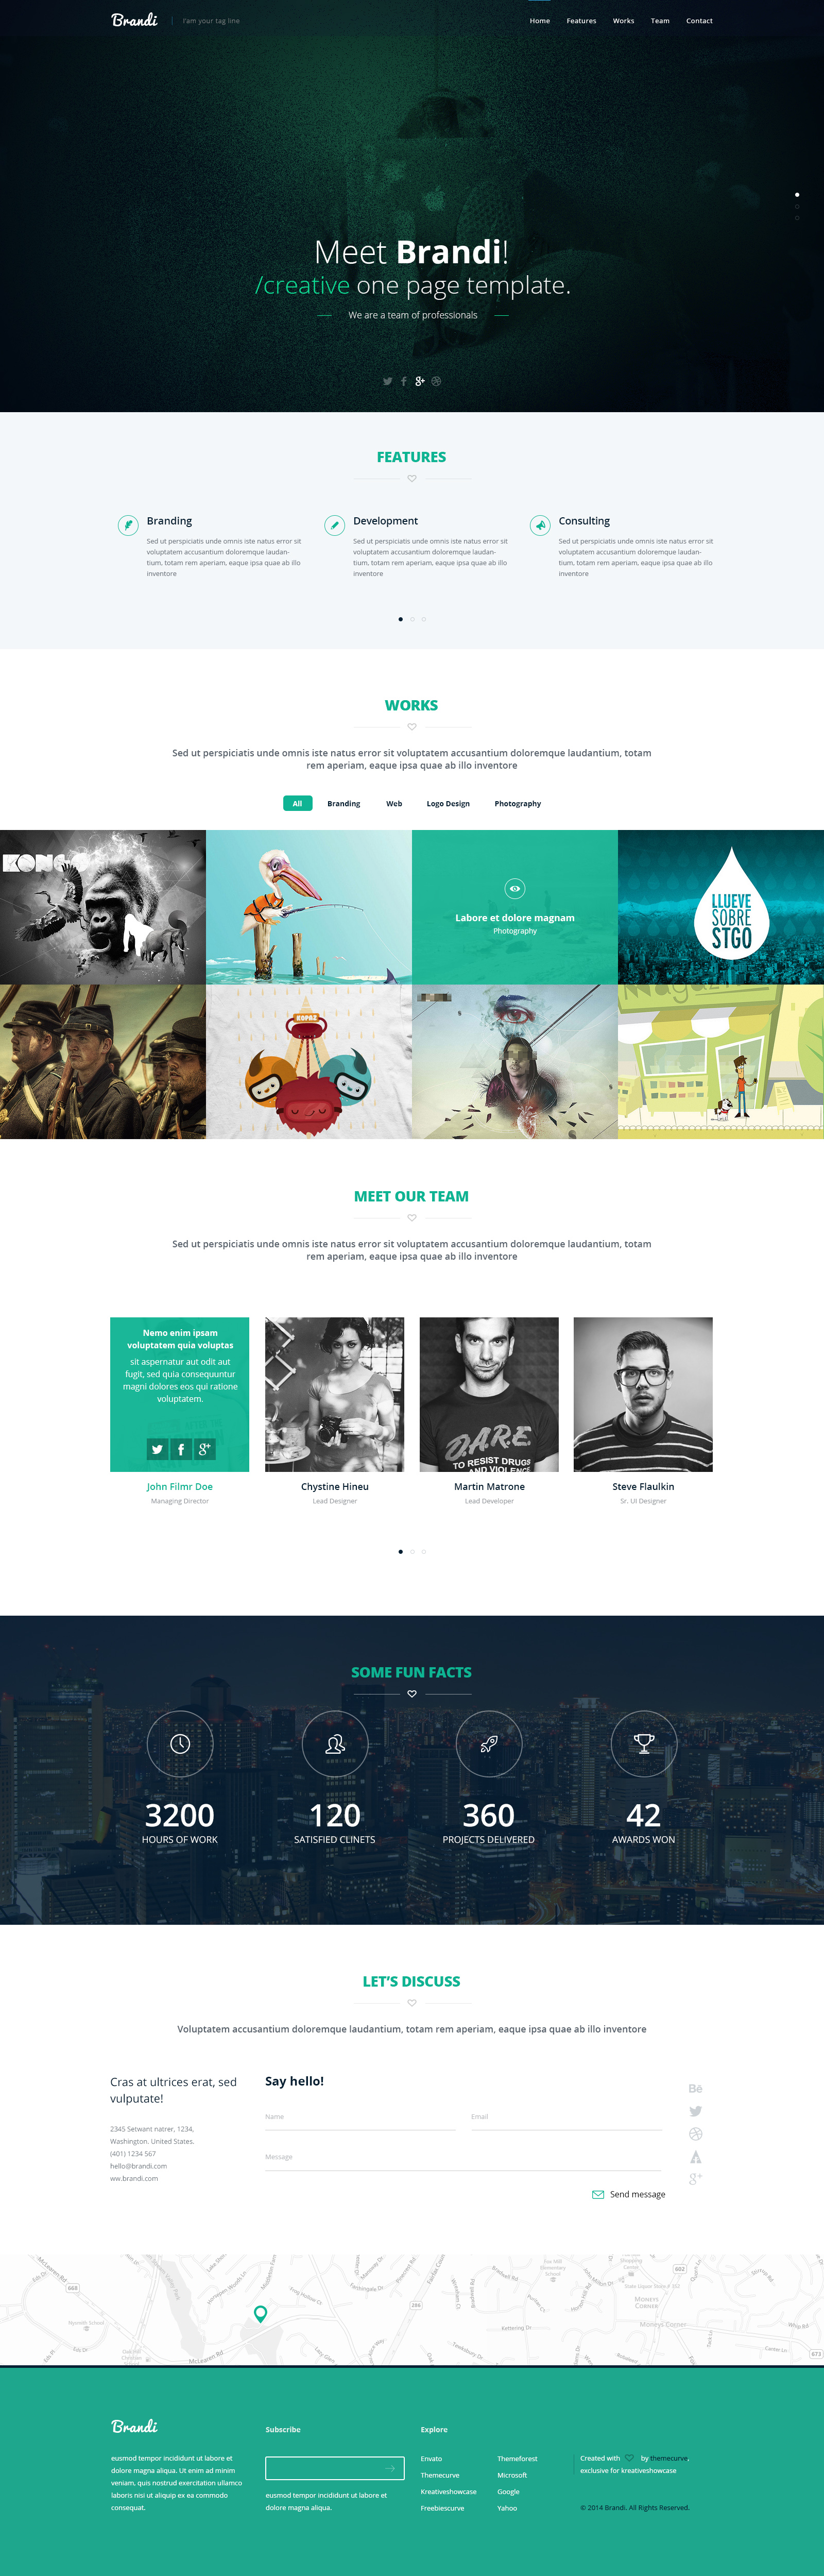 Brandi
I'am your tag line
Home
Features
Works
Team
Contact
Meet Brandi!
/creative one page template.
We are a team of professionals
FEATURES
Branding
Sed ut perspiciatis unde omnis iste natus error sit
voluptatem accusantium doloremque laudan-
tium, totam rem aperiam, eaque ipsa quae ab illo
inventore
Development
Sed ut perspiciatis unde omnis iste natus error sit
voluptatem accusantium doloremque laudan-
tium, totam rem aperiam, eaque ipsa quae ab illo
inventore
Consulting
Sed ut perspiciatis unde omnis iste natus error sit
voluptatem accusantium doloremque laudan-
tium, totam rem aperiam, eaque ipsa quae ab illo
inventore
WORKS
Sed ut perspiciatis unde omnis iste natus error sit voluptatem accusantium doloremque laudantium, totam
rem aperiam, eaque ipsa quae ab illo inventore
All
Branding
Web
Logo Design
Photography
KONG
Labore et dolore magnam
Photography
LLUEVE
SOBRE
STGO
KOPOZ
MEET OUR TEAM
Sed ut perspiciatis unde omnis iste natus error sit voluptatem accusantium doloremque laudantium, totam
rem aperiam, eaque ipsa quae ab illo inventore
Nemo enim ipsam
voluptatem quia voluptas
sit aspernatur aut odit aut
fugit, sed quia consequuntur
magni dolores eos qui ratione
voluptatem.
John Filmr Doe
Managing Director
Chystine Hineu
Lead Designer
D.A.R.E.
TO RESIST DRUGS
AND VIOLENCE
Martin Matrone
Lead Developer
Steve Flaulkin
Sr. UI Designer
SOME FUN FACTS
3200
HOURS OF WORK
120
SATISFIED CLINETS
360
PROJECTS DELIVERED
42
AWARDS WON
LET'S DISCUSS
Voluptatem accusantium doloremque laudantium, totam rem aperiam, eaque ipsa quae ab illo inventore
Cras at ultrices erat, sed
vulputate!
2345 Setwant natrer, 1234,
Washington. United States.
(401) 1234 567
hello@brandi.com
ww.brandi.com
Say hello!
Name
Email
Message
Send message
McLearen Rd
668
286
602
673
Kettering Dr
Moneys Corner
Brandi
eusmod tempor incididunt ut labore et
dolore magna aliqua. Ut enim ad minim
veniam, quis nostrud exercitation ullamco
laboris nisi ut aliquip ex ea commodo
consequat.
Subscribe
eusmod tempor incididunt ut labore et
dolore magna aliqua.
Explore
Envato
Themecurve
Kreativeshowcase
Freebiescurve
Themeforest
Microsoft
Google
Yahoo
Created with by themecurve,
exclusive for kreativeshowcase
© 2014 Brandi. All Rights Reserved.